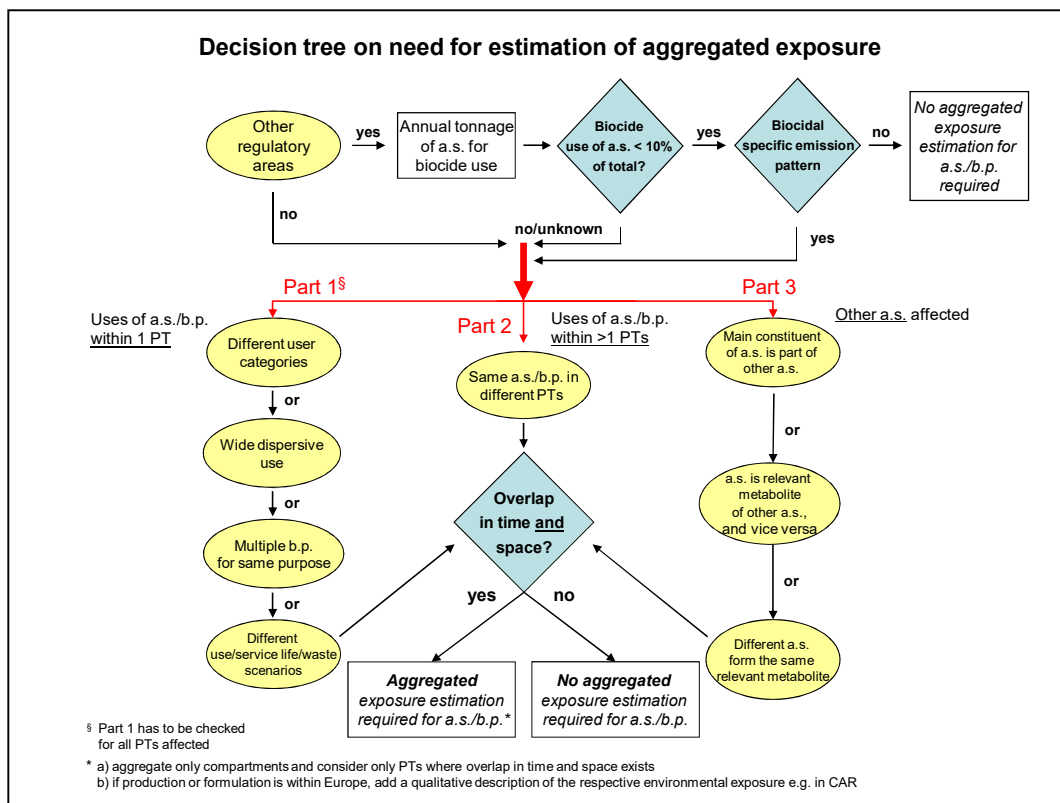 Decision tree on need for estimation of aggregated exposure
Other
regulatory
areas
yes
Annual tonnage
of a.s. for
biocide use
Biocide
use of a.s. < 10%
of total?
yes
Biocidal
specific emission
pattern
no
No aggregated
exposure
estimation for
a.s./b.p.
required
no
no/unknown
yes
Part 1§
Part 2
Part 3
Uses of a.s./b.p.
within 1 PT
Uses of a.s./b.p.
within >1 PTs
Other a.s. affected
Different user
categories
or
Wide dispersive
use
or
Multiple b.p.
for same purpose
or
Different
use/service life/waste
scenarios
Same a.s./b.p. in
different PTs
Overlap
in time and
space?
yes
no
Aggregated
exposure estimation
required for a.s./b.p.*
No aggregated
exposure estimation
required for a.s./b.p.
Main constituent
of a.s. is part of
other a.s.
or
a.s. is relevant
metabolite
of other a.s.,
and vice versa
or
Different a.s.
form the same
relevant metabolite
§ Part 1 has to be checked
for all PTs affected
* a) aggregate only compartments and consider only PTs where overlap in time and space exists
b) if production or formulation is within Europe, add a qualitative description of the respective environmental exposure e.g. in CAR